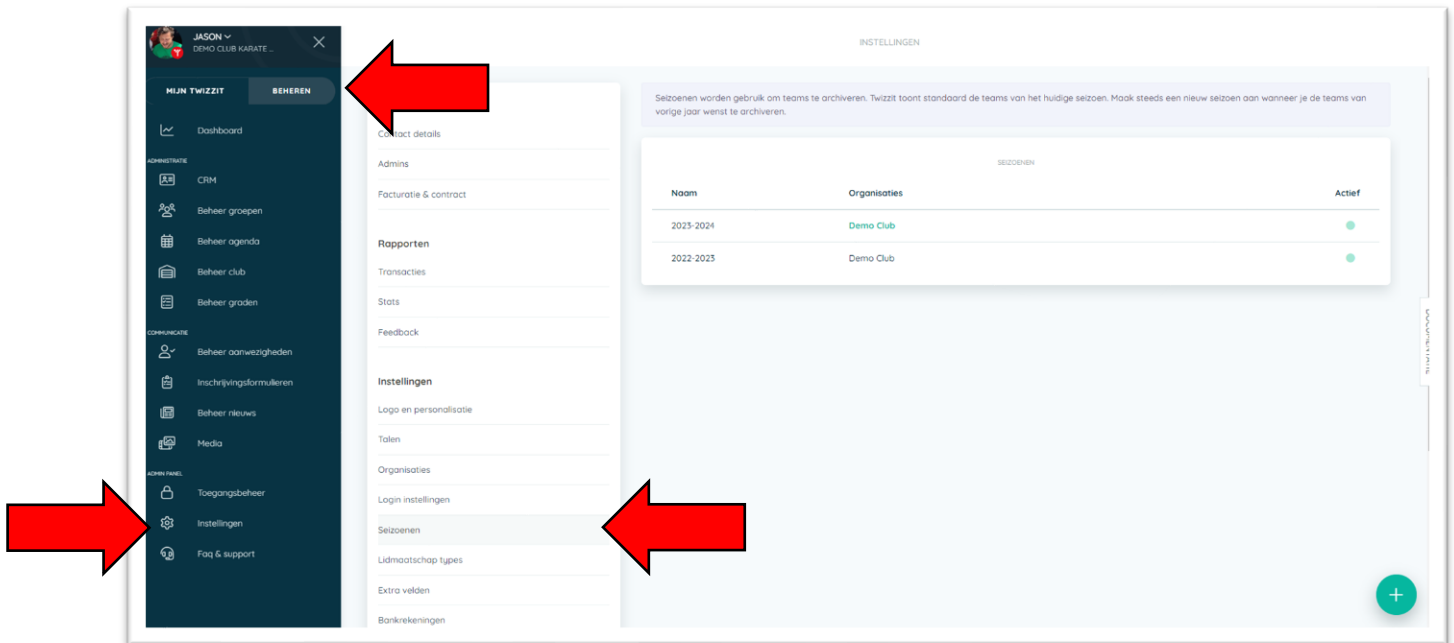 JASON
DEMO CLUB KARATE ...
MIJN TWIZZIT
BEHEREN
Dashboard
ADMINISTRATIE
CRM
Beheer groepen
Beheer agenda
Beheer club
Beheer graden
COMMUNICATIE
Beheer aanwezigheden
Inschrijvingsformulieren
Beheer nieuws
Media
ADMIN PANEL
Toegangsbeheer
Instellingen
Faq & support
Contact details
Admins
Facturatie & contract
Rapporten
Transacties
Stats
Feedback
Instellingen
Logo en personalisatie
Talen
Organisaties
Login instellingen
Seizoenen
Lidmaatschap types
Extra velden
Bankrekeningen
INSTELLINGEN
Seizoenen worden gebruik om teams te archiveren. Twizzit toont standaard de teams van het huidige seizoen. Maak steeds een nieuw seizoen aan wanneer je de teams van
vorige jaar wenst te archiveren.
SEIZOENEN
Naam Organisaties Actief
2023-2024 Demo Club
2022-2023 Demo Club